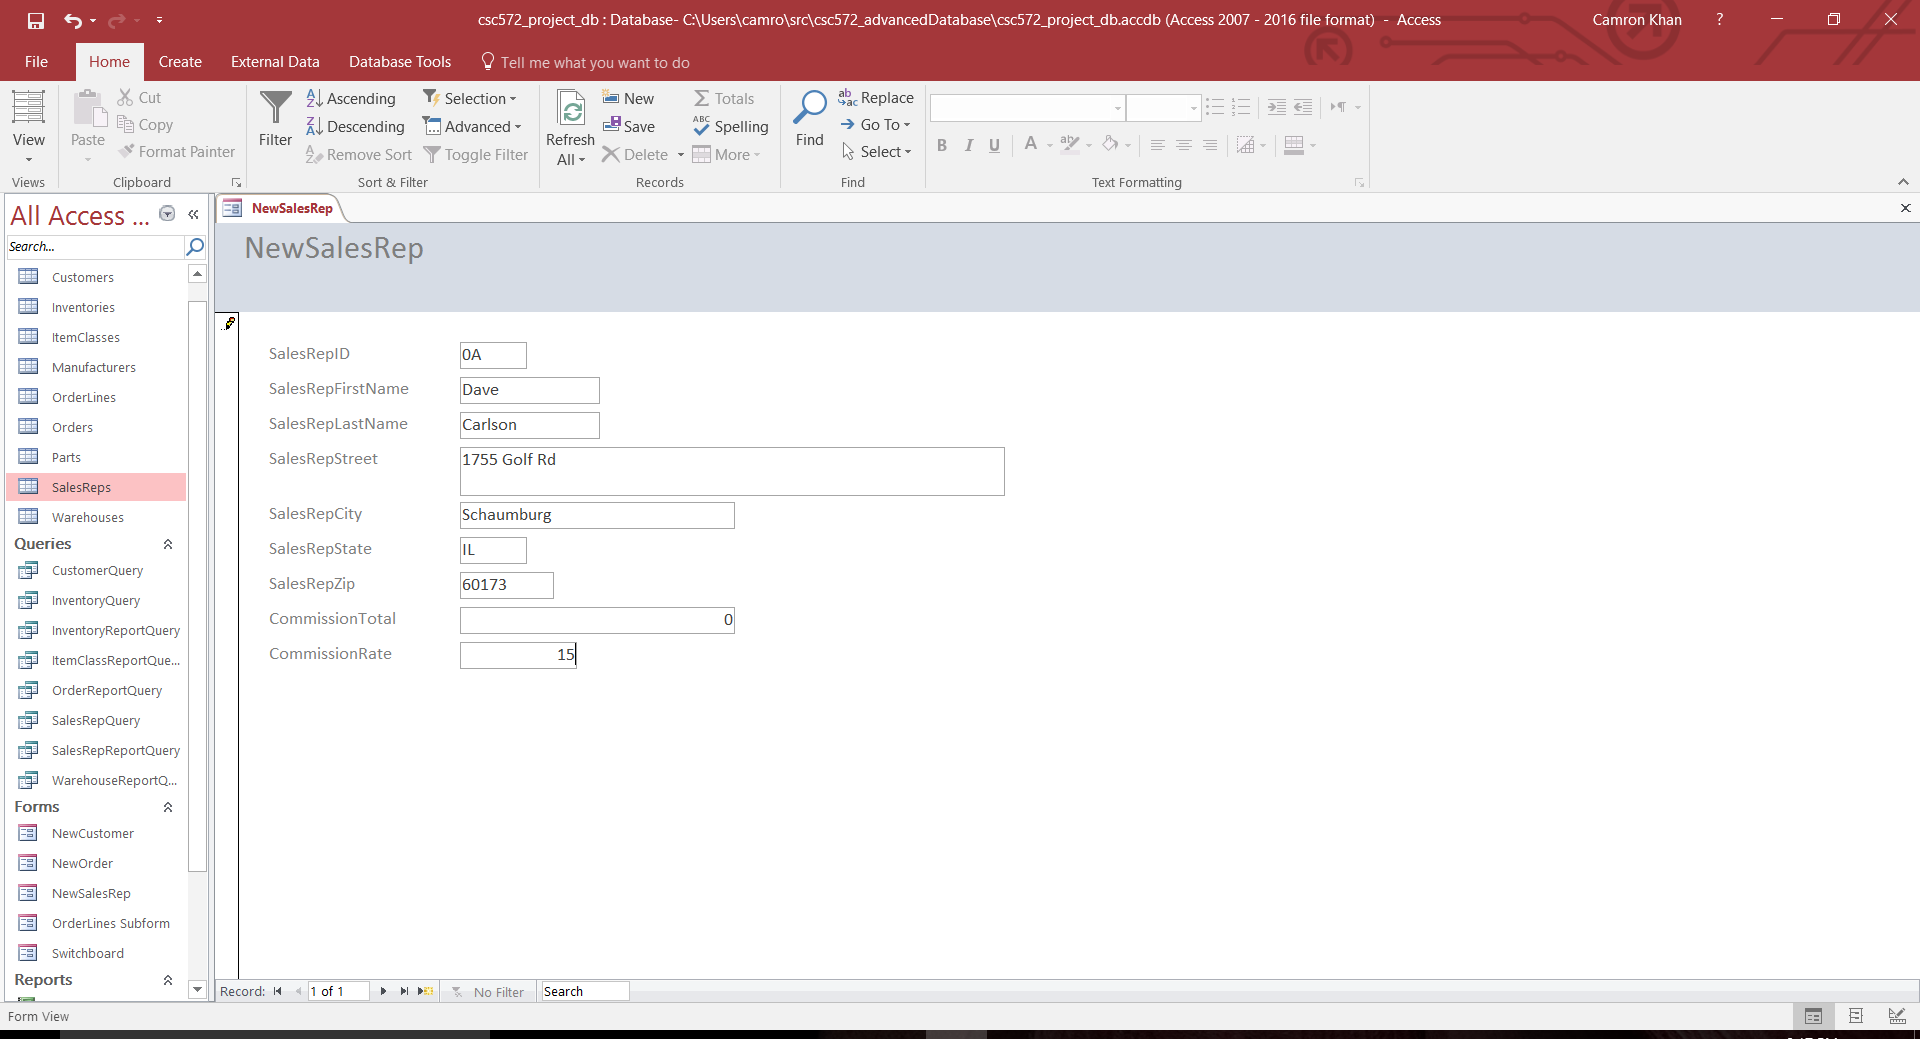 csc572_project_db : Database- C:\Users\camro\src\csc572_advancedDatabase\csc572_project_db.accdb (Access 2007 - 2016 file format) - Access
Camron Khan
?
File Home Create External Data Database Tools Tell me what you want to do
View
Views
Paste
Cut
Copy
Format Painter
Clipboard
Filter
Ascending
Descending
Remove Sort
Selection
Advanced
Toggle Filter
Sort & Filter
Refresh
All
New
Save
Delete
Totals
Spelling
More
Records
Find
Replace
Go To
Select
Find
B I U A
Text Formatting
All Access ...
Search...
Customers
Inventories
ItemClasses
Manufacturers
OrderLines
Orders
Parts
SalesReps
Warehouses
Queries
CustomerQuery
InventoryQuery
InventoryReportQuery
ItemClassReportQue...
OrderReportQuery
SalesRepQuery
SalesRepReportQuery
WarehouseReportQ...
Forms
NewCustomer
NewOrder
NewSalesRep
OrderLines Subform
Switchboard
Reports
NewSalesRep
NewSalesRep
SalesRepID 0A
SalesRepFirstName Dave
SalesRepLastName Carlson
SalesRepStreet 1755 Golf Rd
SalesRepCity Schaumburg
SalesRepState IL
SalesRepZip 60173
CommissionTotal 0
CommissionRate 15
Record: 1 of 1 No Filter Search
Form View